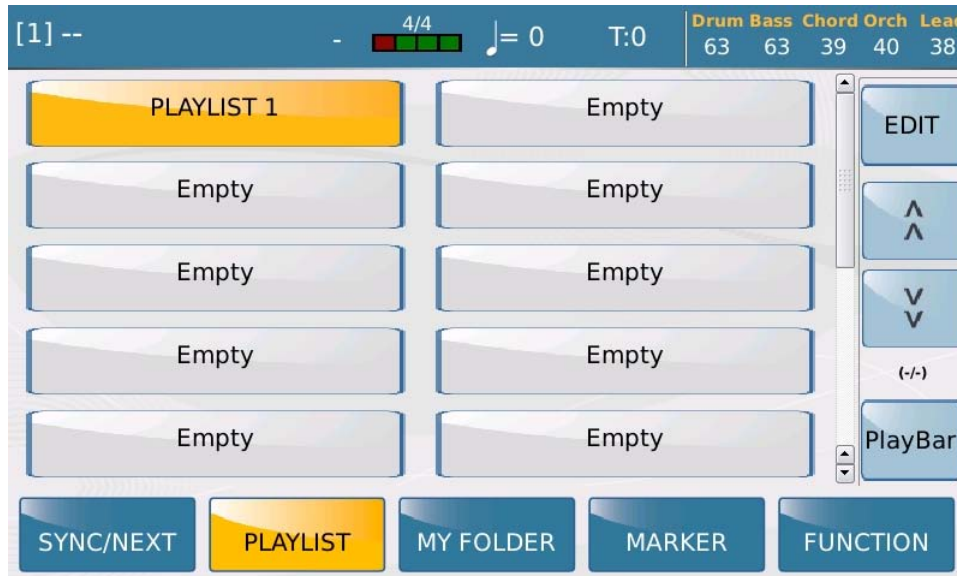 [1] -- - 4/4 = 0 T:0 Drum Bass Chord Orch Lead
63 63 39 40 38
PLAYLIST 1 Empty
EDIT
Empty Empty
Empty Empty
Empty Empty
(-/-)
Empty Empty
PlayBar
SYNC/NEXT PLAYLIST MY FOLDER MARKER FUNCTION